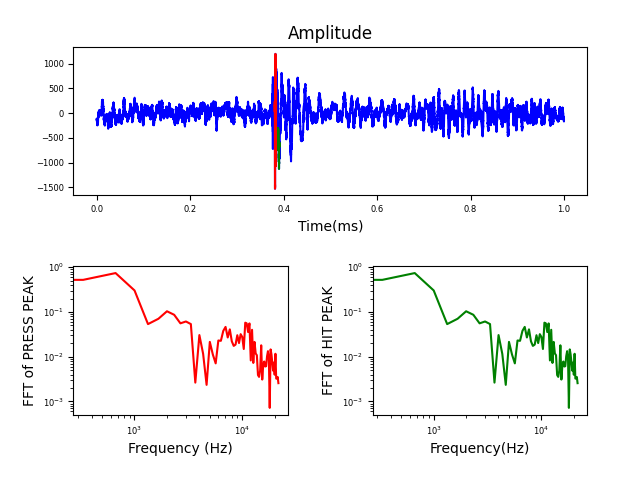 Amplitude
1000
500
0
−500
−1000
−1500
0.0 0.2 0.4 0.6 0.8 1.0
Time(ms)
FFT of PRESS PEAK
10⁰
10⁻¹
10⁻²
10⁻³
10³ 10⁴
Frequency (Hz)
FFT of HIT PEAK
10⁰
10⁻¹
10⁻²
10⁻³
10³ 10⁴
Frequency(Hz)